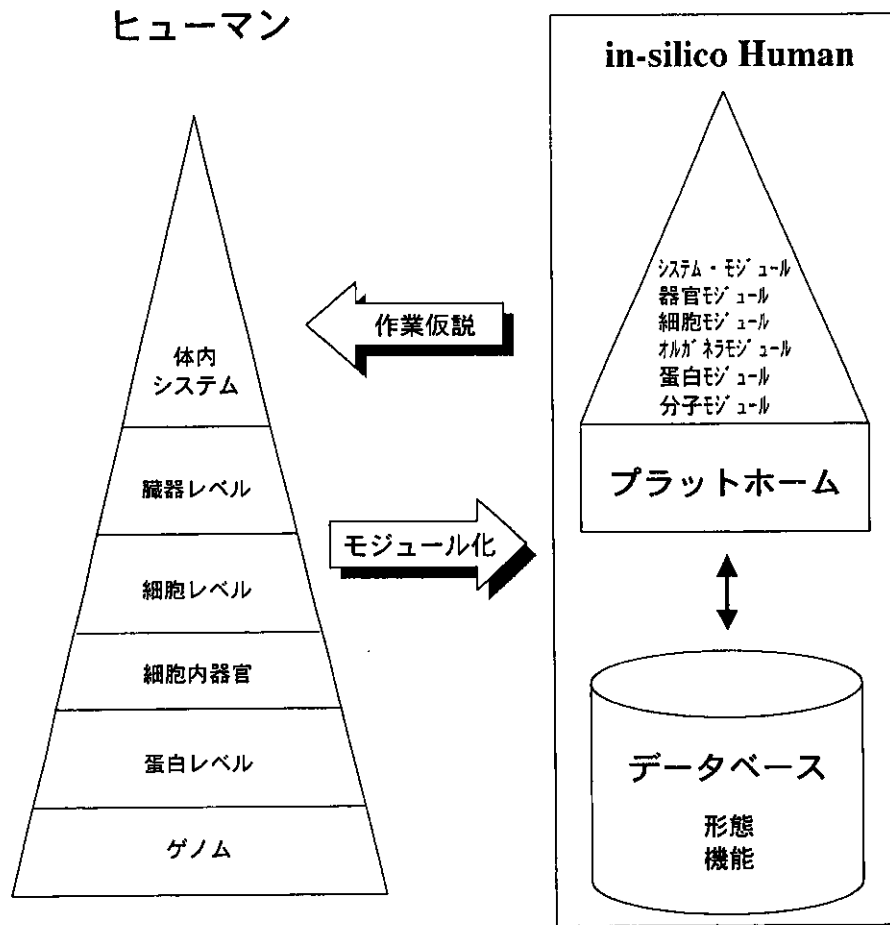 ヒューマン
体内
システム
臓器レベル
細胞レベル
細胞内器官
蛋白レベル
ゲノム
作業仮説
モジュール化
in-silico Human
システム・モジュール
器官モジュール
細胞モジュール
オルガネラモジュール
蛋白モジュール
分子モジュール
プラットホーム
データベース
形態
機能